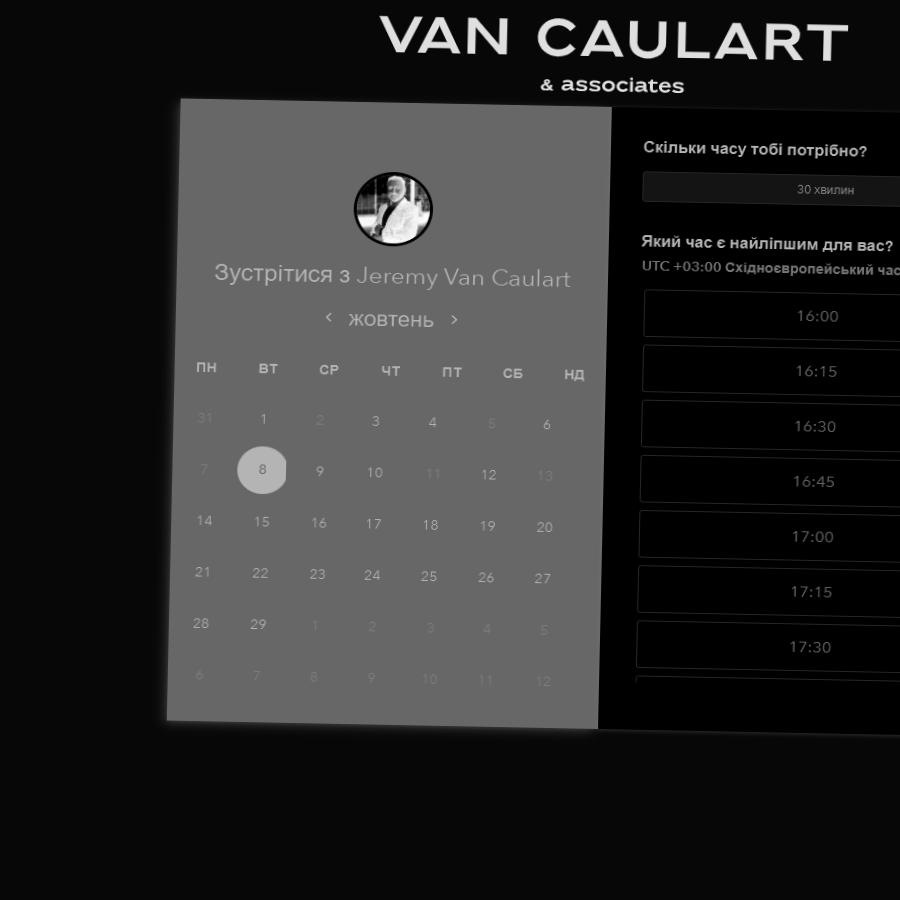 VAN CAULART
& associates
Зустрітися з Jeremy Van Caulart
‹ жовтень ›
ПН ВТ СР ЧТ ПТ СБ НД
31 1 2 3 4 5 6
7 8 9 10 11 12 13
14 15 16 17 18 19 20
21 22 23 24 25 26 27
28 29 1 2 3 4 5
6 7 8 9 10 11 12
Скільки часу тобі потрібно?
30 хвилин
Який час є найліпшим для вас?
UTC +03:00 Східноєвропейський час
16:00
16:15
16:30
16:45
17:00
17:15
17:30